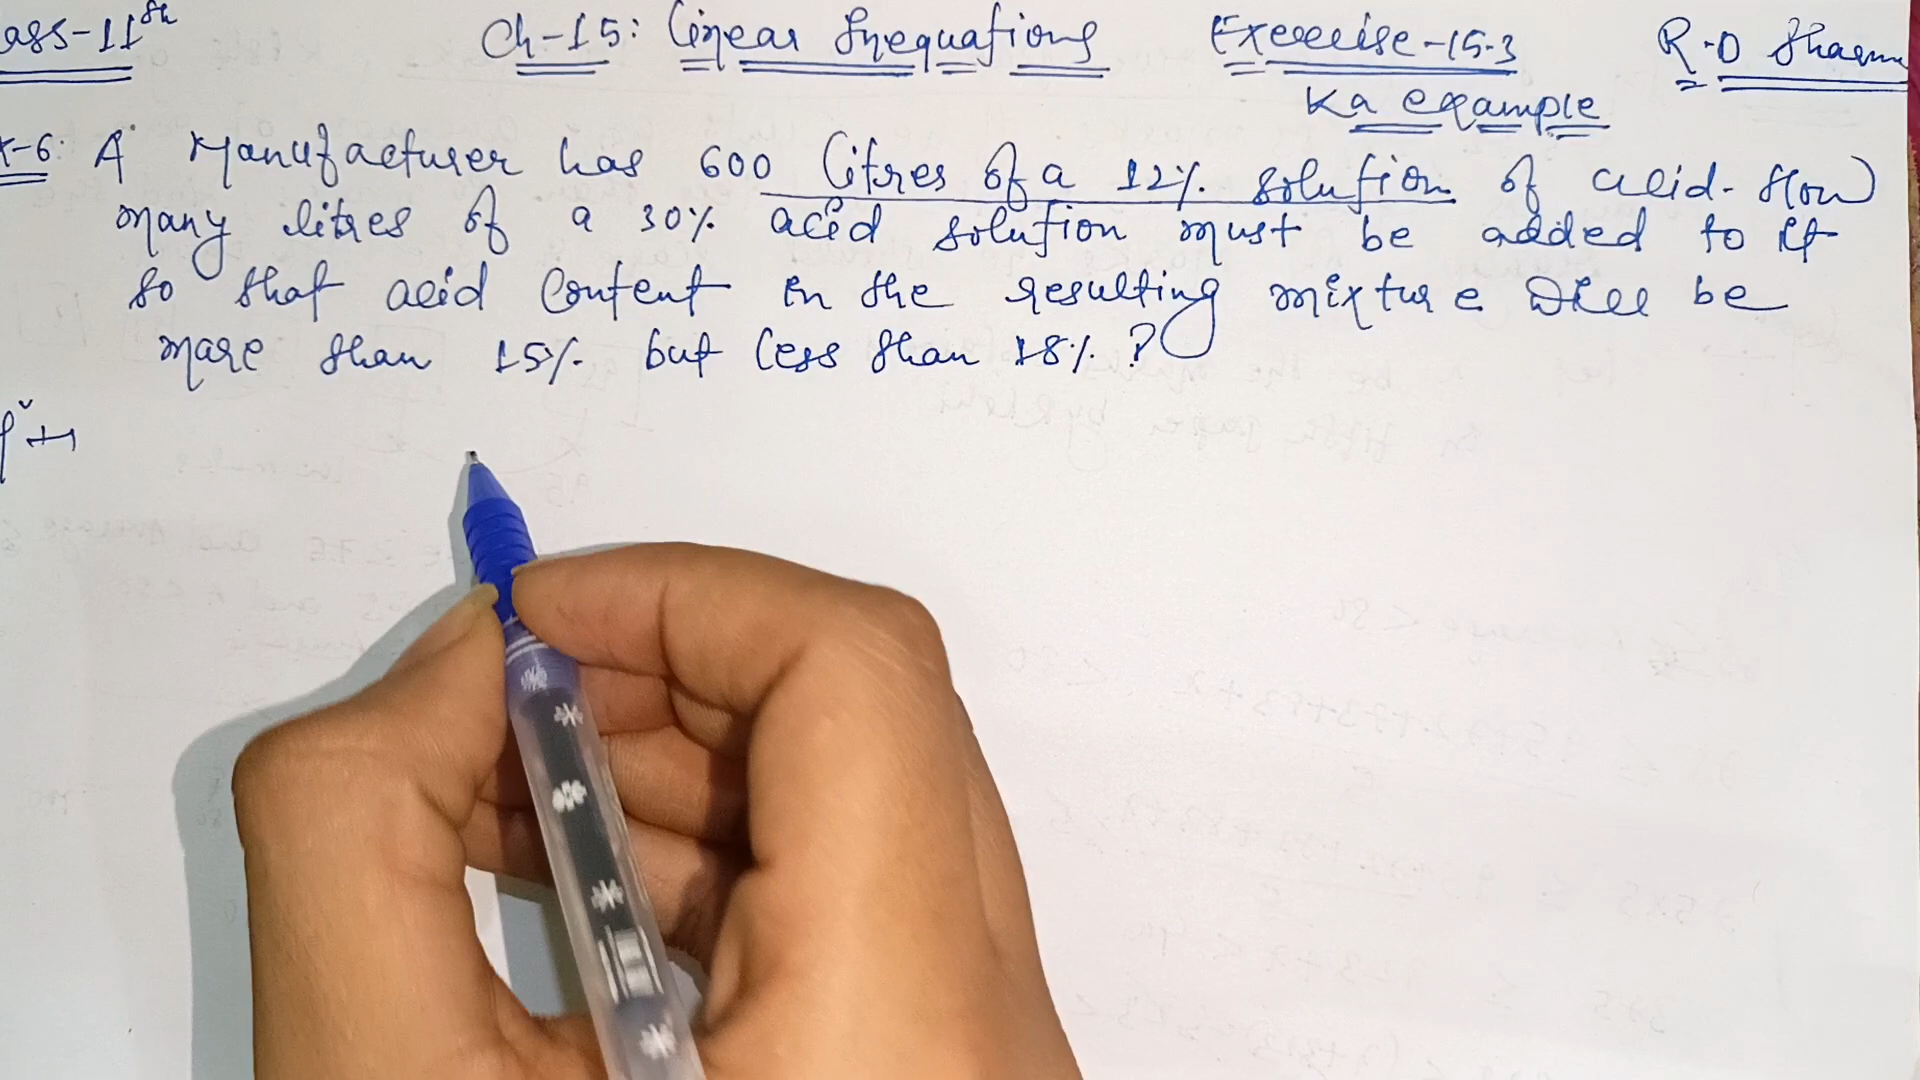 ass-11th Ch-15: Linear Inequations Exercise-15.3 R.D Sharm
Ka example
x-6: A Manufacturer has 600 litres of a 12% solution of acid. How
many litres of a 30% acid solution must be added to it
so that acid content in the resulting mixture will be
more than 15% but less than 18%?